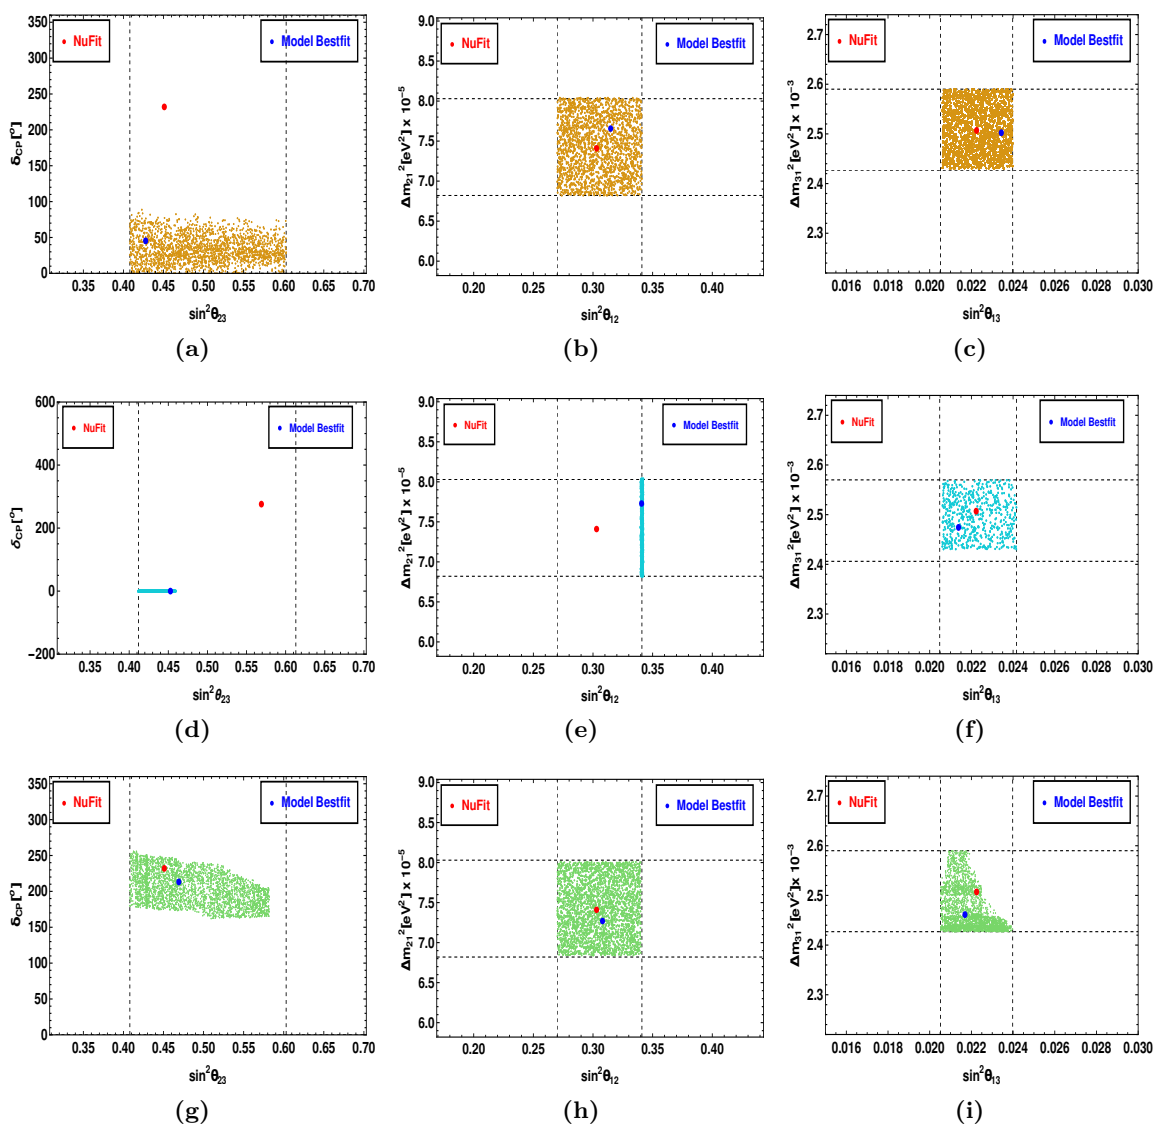 350
300
250
200
150
100
50
0
δCP[°]
NuFit
Model Bestfit
0.35 0.40 0.45 0.50 0.55 0.60 0.65 0.70
sin²θ₂₃
(a)
9.0
8.5
8.0
7.5
7.0
6.5
6.0
Δm₂₁²[eV²] x 10⁻⁵
NuFit
Model Bestfit
0.20 0.30 0.35 0.40
sin²θ₁₂
(b)
2.7
2.6
2.5
2.4
2.3
Δm₃₁²[eV²] x 10⁻³
NuFit
Model Bestfit
0.016 0.018 0.020 0.022 0.024 0.026 0.028 0.030
sin²θ₁₃
(c)
600
400
200
0
−200
δCP[°]
NuFit
Model Bestfit
0.35 0.40 0.45 0.50 0.55 0.60 0.65 0.70
sin²θ₂₃
(d)
9.0
8.5
8.0
7.5
7.0
6.5
6.0
Δm₂₁²[eV²] x 10⁻⁵
NuFit
Model Bestfit
0.20 0.30 0.35 0.40
sin²θ₁₂
(e)
2.7
2.6
2.5
2.4
2.3
Δm₃₁²[eV²] x 10⁻³
NuFit
Model Bestfit
0.016 0.018 0.020 0.022 0.024 0.026 0.028 0.030
sin²θ₁₃
(f)
350
300
250
200
150
100
50
0
δCP[°]
NuFit
Model Bestfit
0.35 0.40 0.45 0.50 0.55 0.60 0.65 0.70
sin²θ₂₃
(g)
9.0
8.5
8.0
7.5
7.0
6.5
6.0
Δm₂₁²[eV²] x 10⁻⁵
NuFit
Model Bestfit
0.20 0.30 0.35 0.40
sin²θ₁₂
(h)
2.7
2.6
2.5
2.4
2.3
Δm₃₁²[eV²] x 10⁻³
NuFit
Model Bestfit
0.016 0.018 0.020 0.022 0.024 0.026 0.028 0.030
sin²θ₁₃
(i)